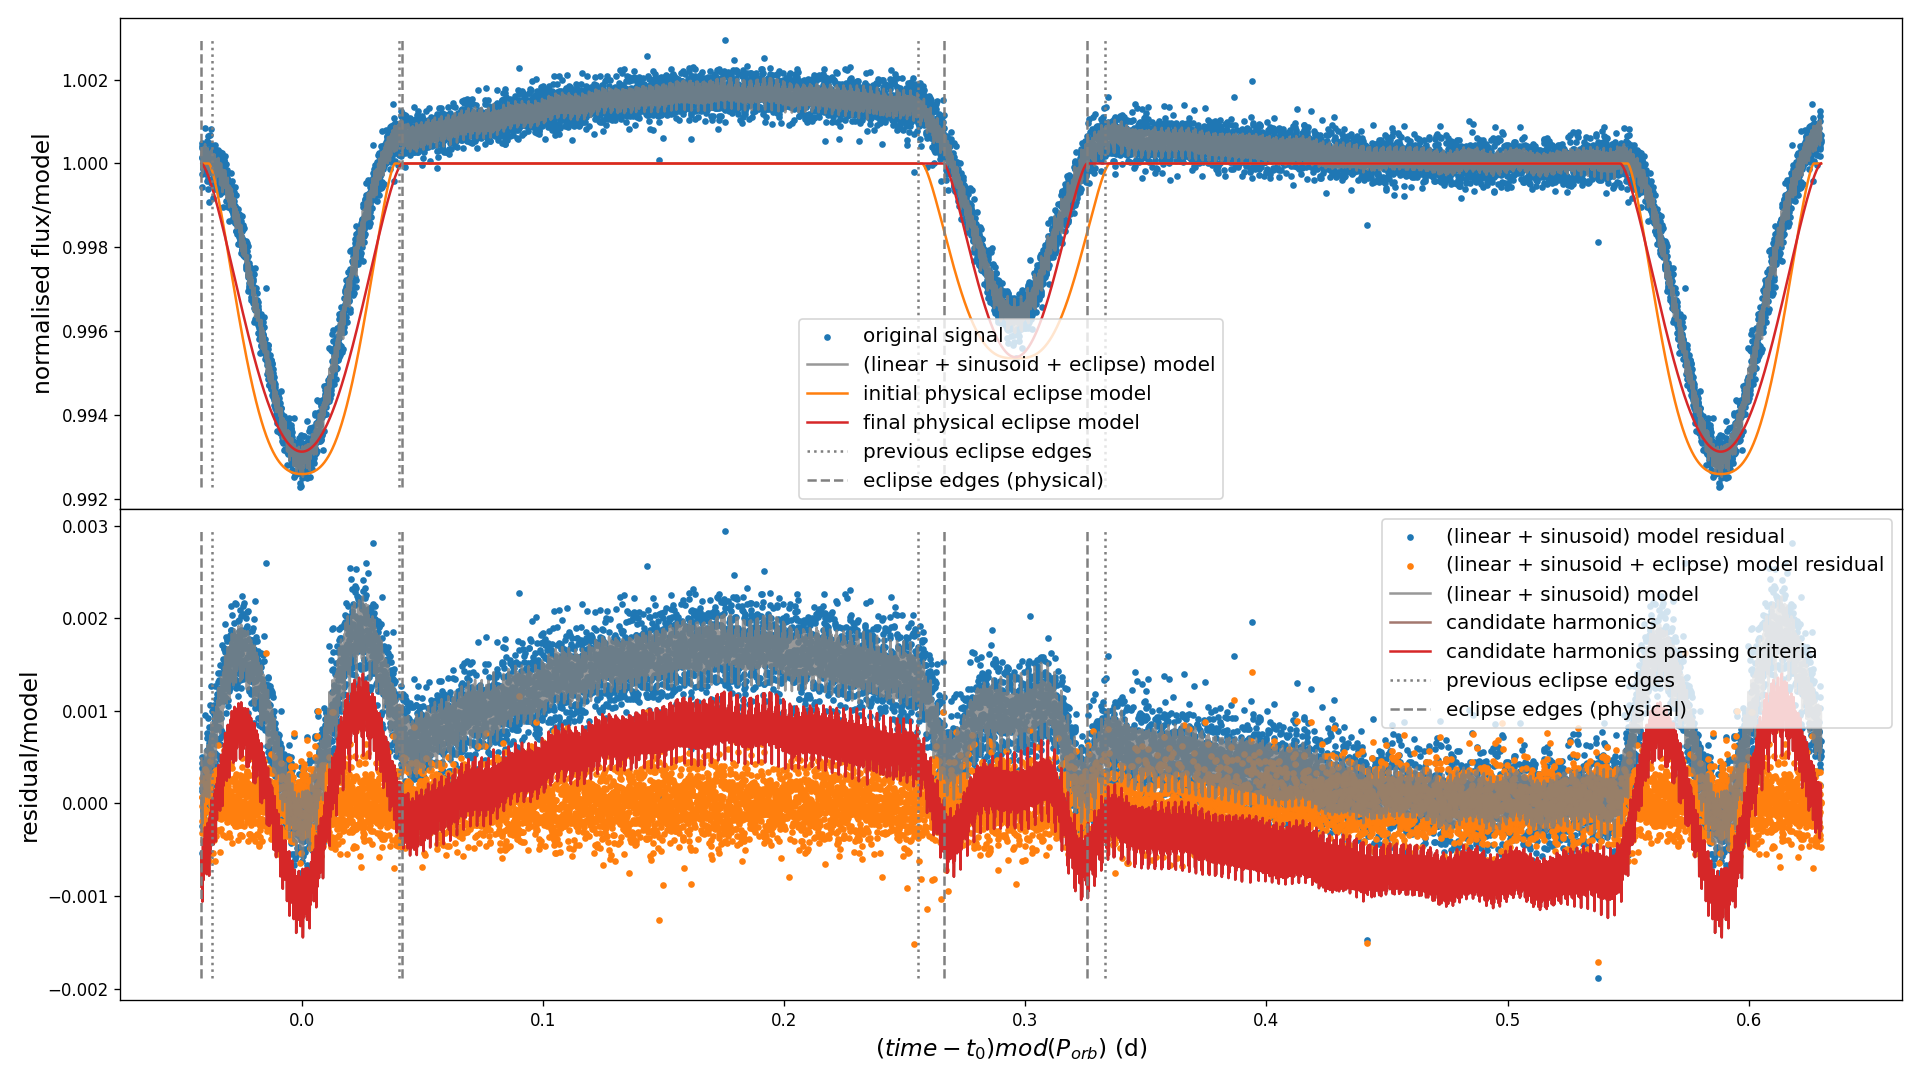 normalised flux/model
1.002
1.000
0.998
0.996
0.994
0.992
original signal
(linear + sinusoid + eclipse) model
initial physical eclipse model
final physical eclipse model
previous eclipse edges
eclipse edges (physical)
residual/model
0.003
0.002
0.001
0.000
−0.001
−0.002
(linear + sinusoid) model residual
(linear + sinusoid + eclipse) model residual
(linear + sinusoid) model
candidate harmonics
candidate harmonics passing criteria
previous eclipse edges
eclipse edges (physical)
0.0 0.1 0.2 0.3 0.4 0.5 0.6
(time − t₀)mod(P_orb) (d)